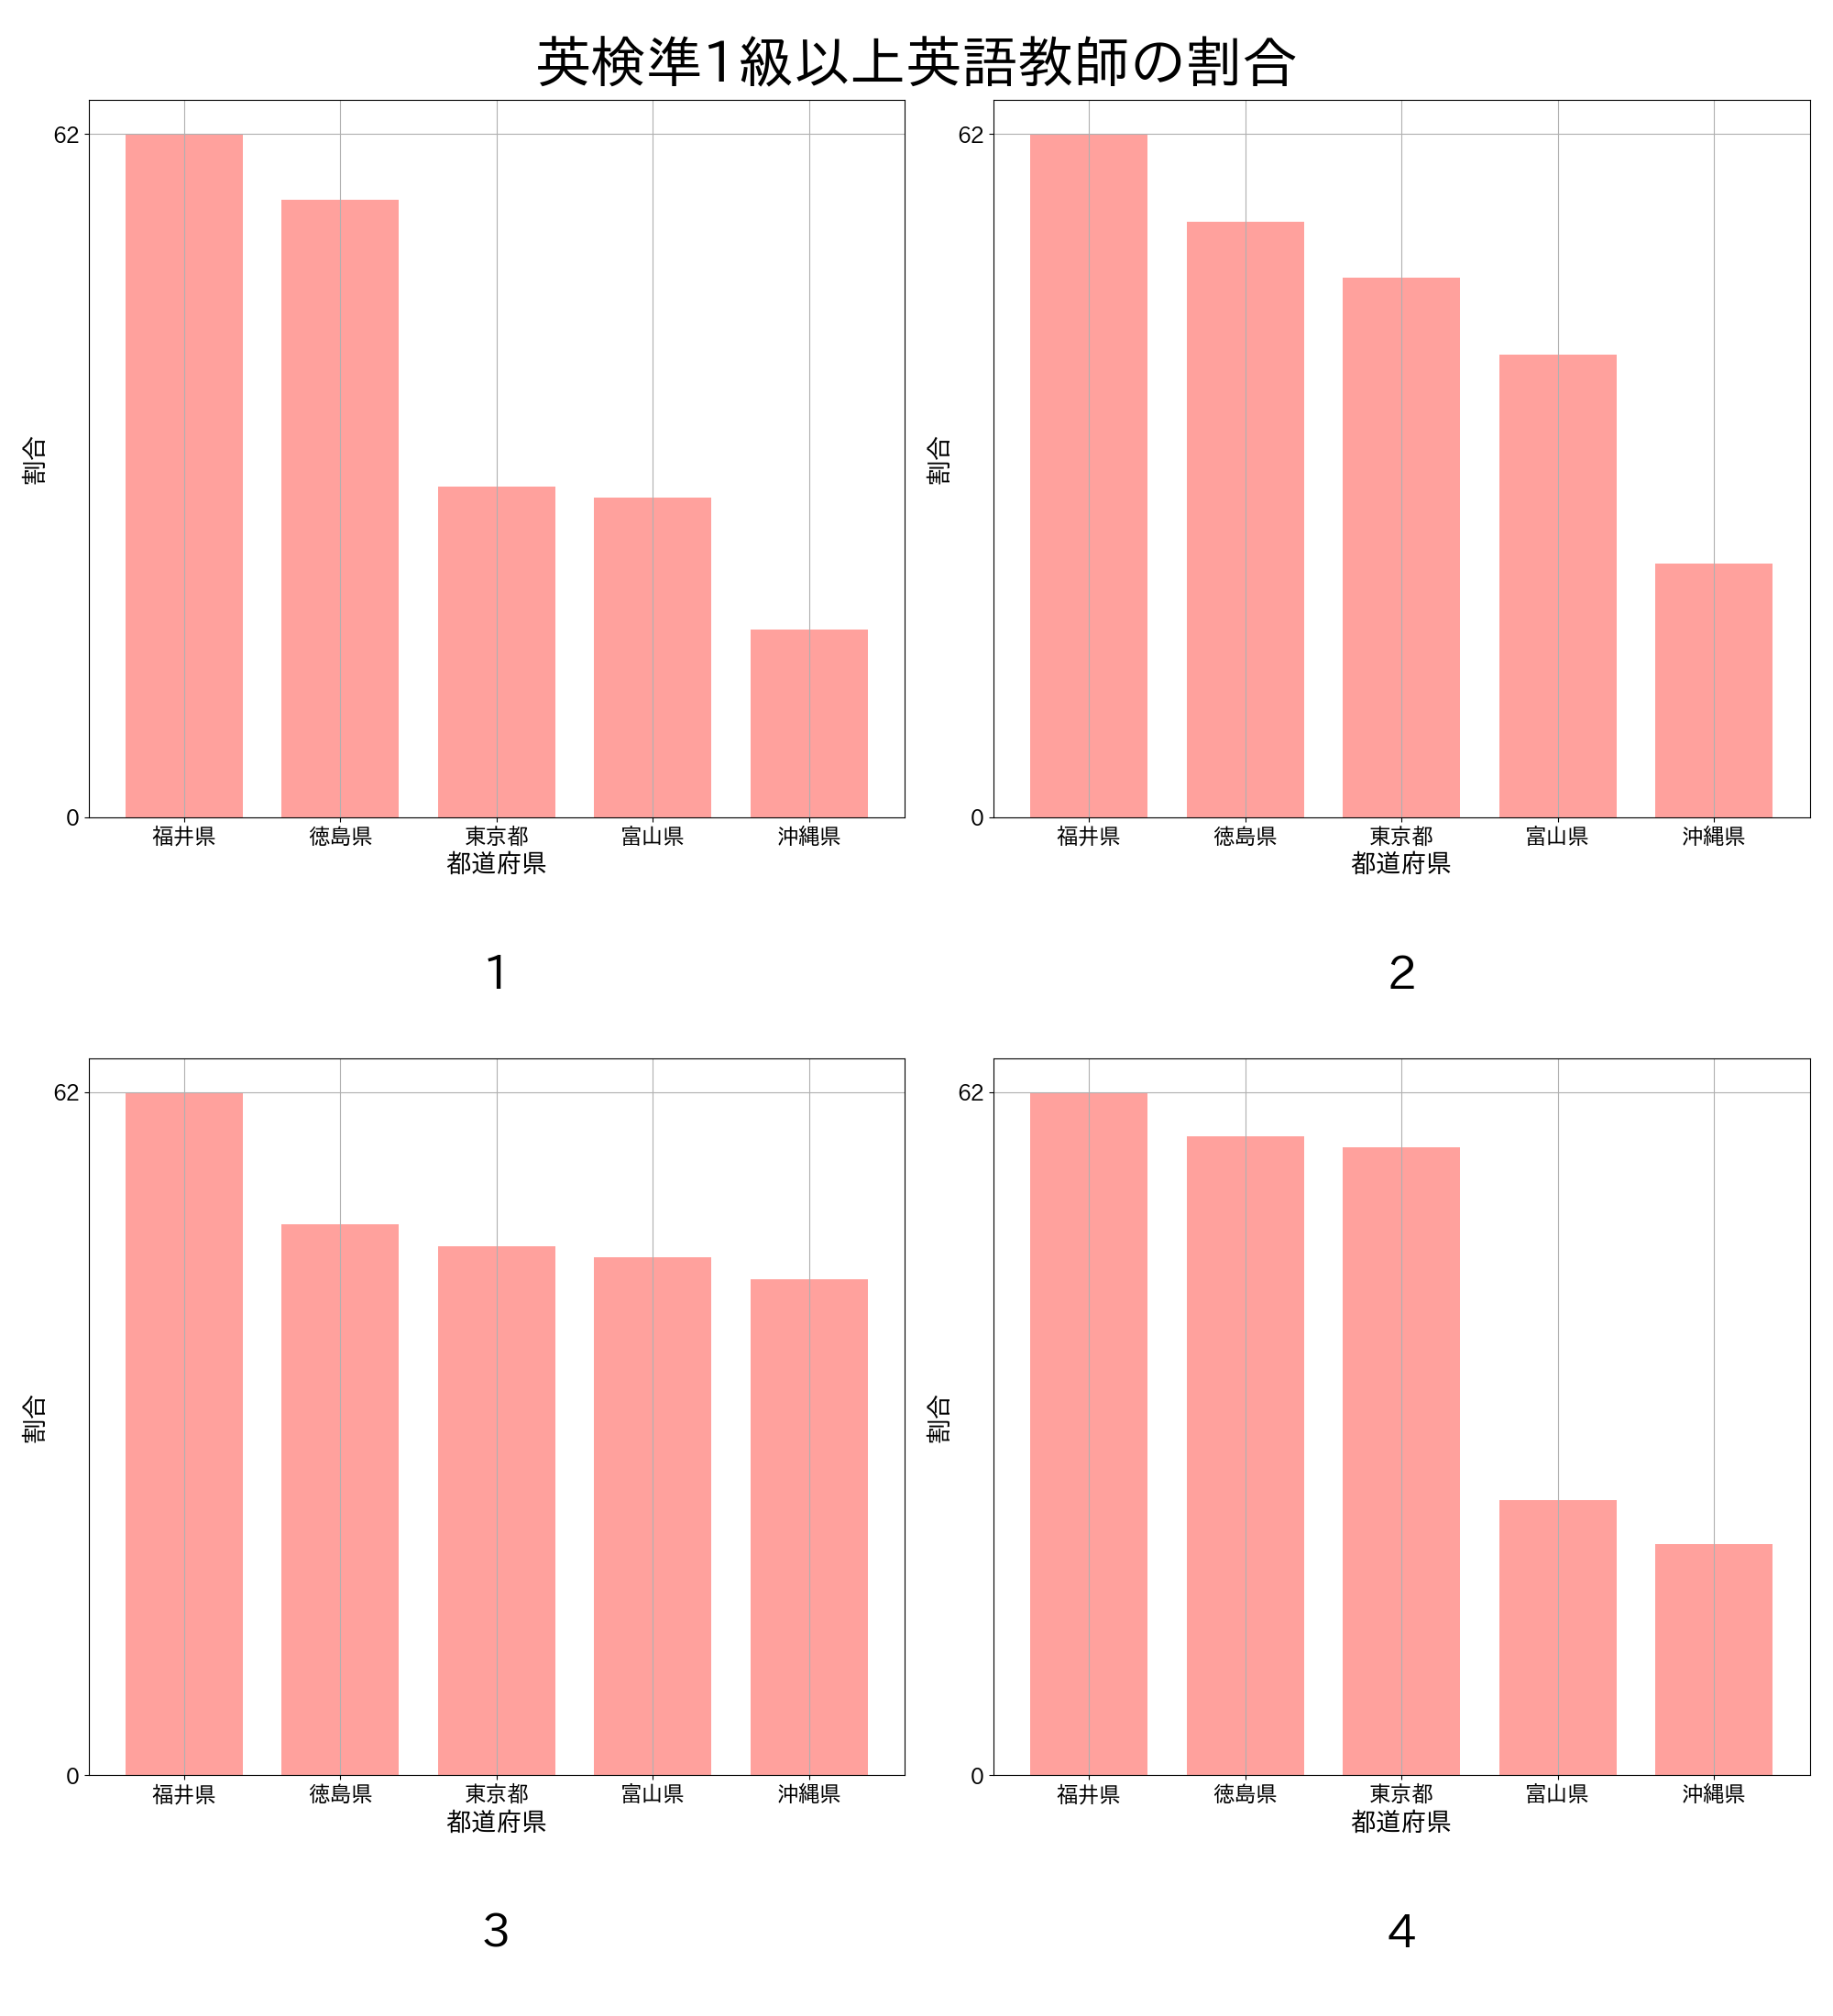 英検準1級以上英語教師の割合
62
0
割合
福井県 徳島県 東京都 富山県 沖縄県
都道府県
1
62
0
割合
福井県 徳島県 東京都 富山県 沖縄県
都道府県
2
62
0
割合
福井県 徳島県 東京都 富山県 沖縄県
都道府県
3
62
0
割合
福井県 徳島県 東京都 富山県 沖縄県
都道府県
4